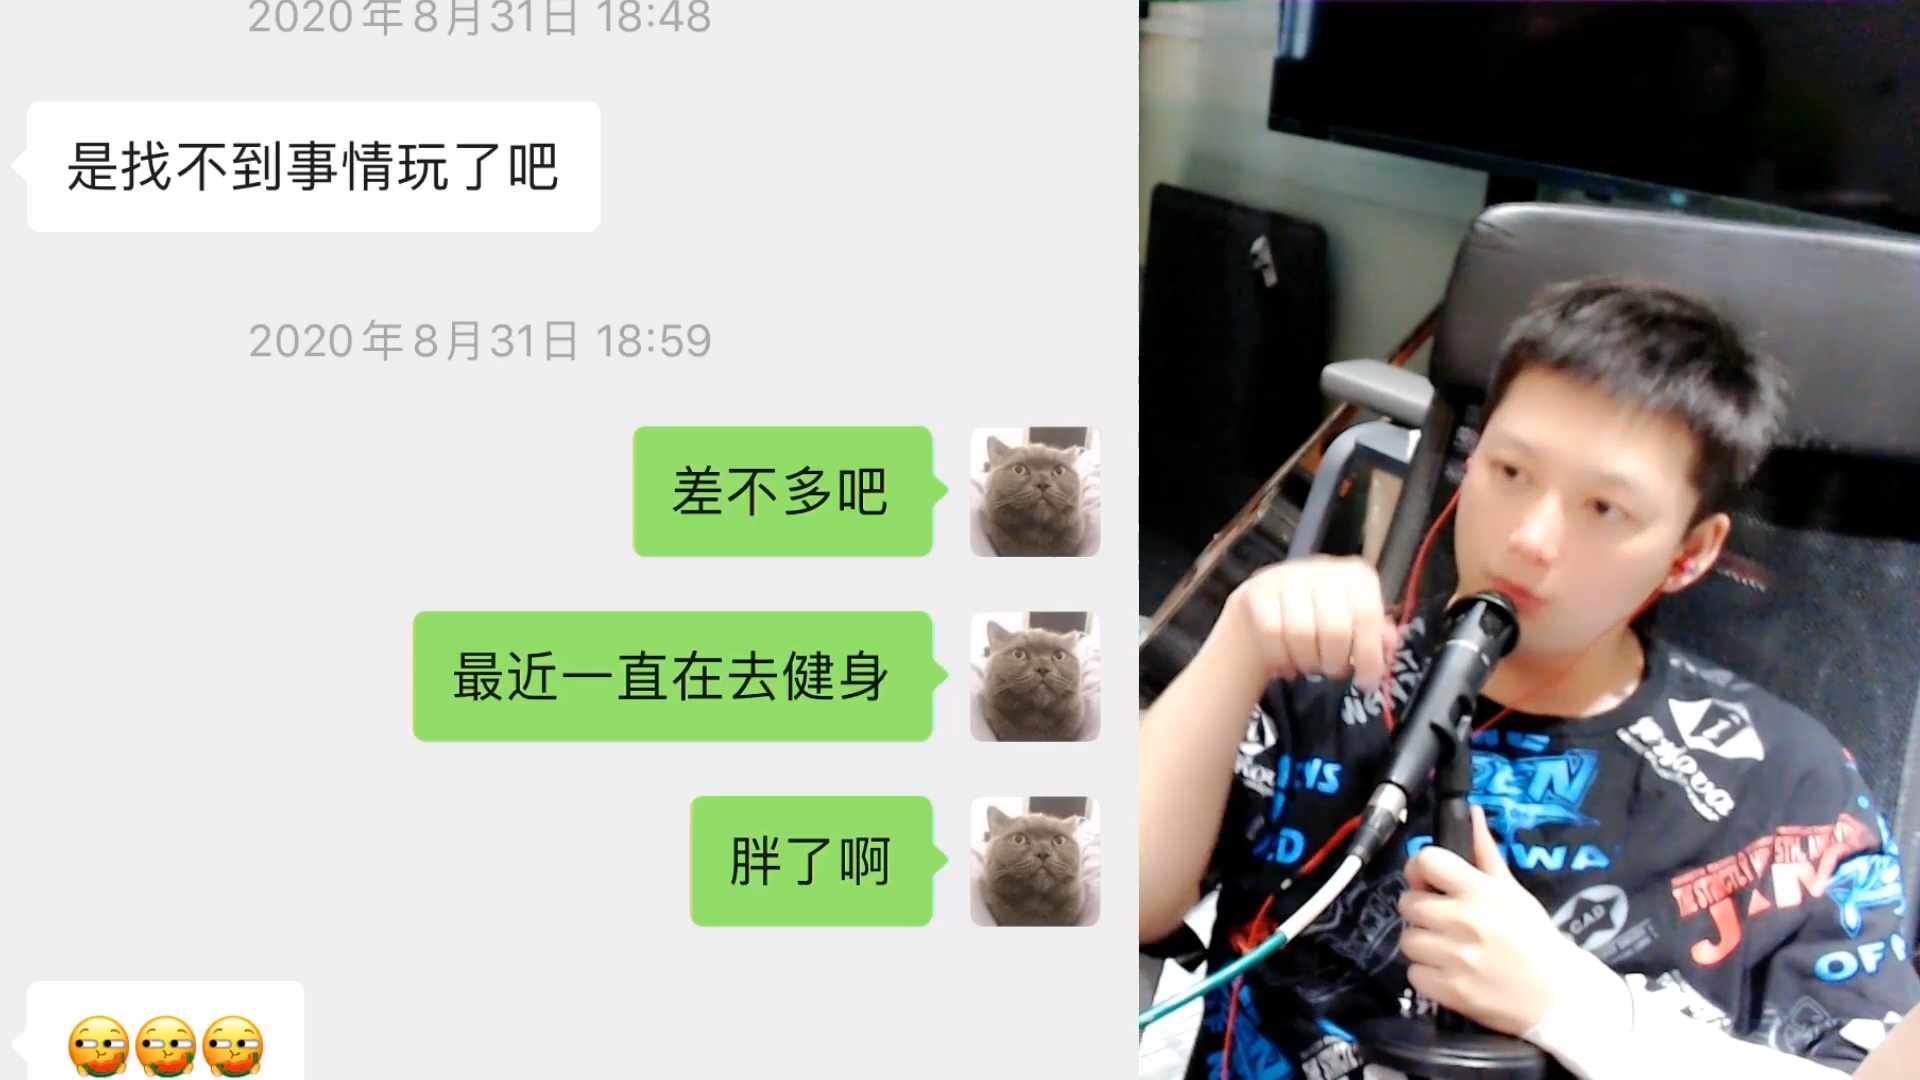 2020年8月31日 18:48
是找不到事情玩了吧
2020年8月31日 18:59
差不多吧
最近一直在去健身
胖了啊
OF